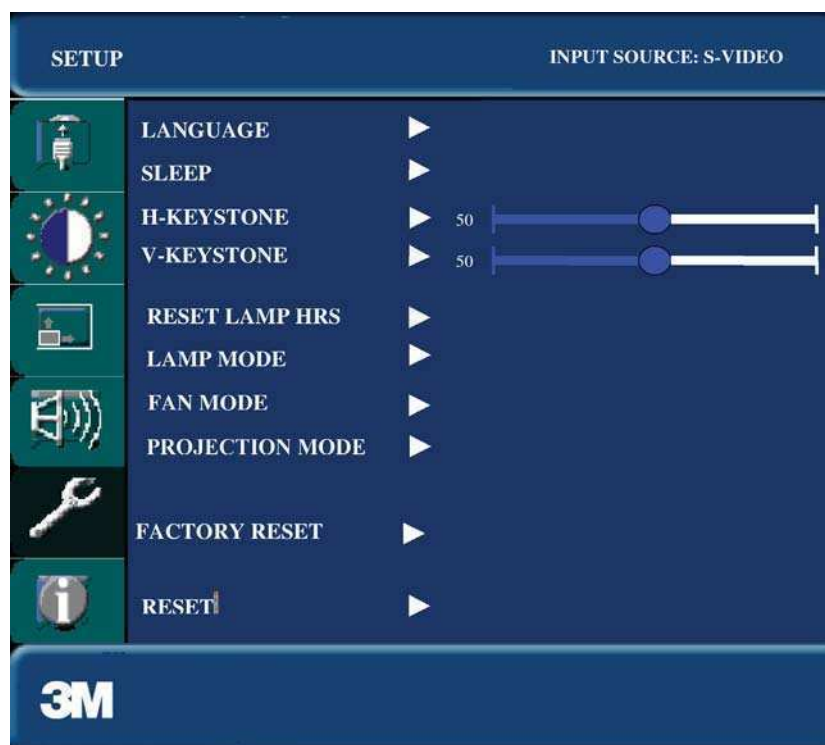 SETUP INPUT SOURCE: S-VIDEO
LANGUAGE
SLEEP
H-KEYSTONE 50
V-KEYSTONE 50
RESET LAMP HRS
LAMP MODE
FAN MODE
PROJECTION MODE
FACTORY RESET
RESET
3M